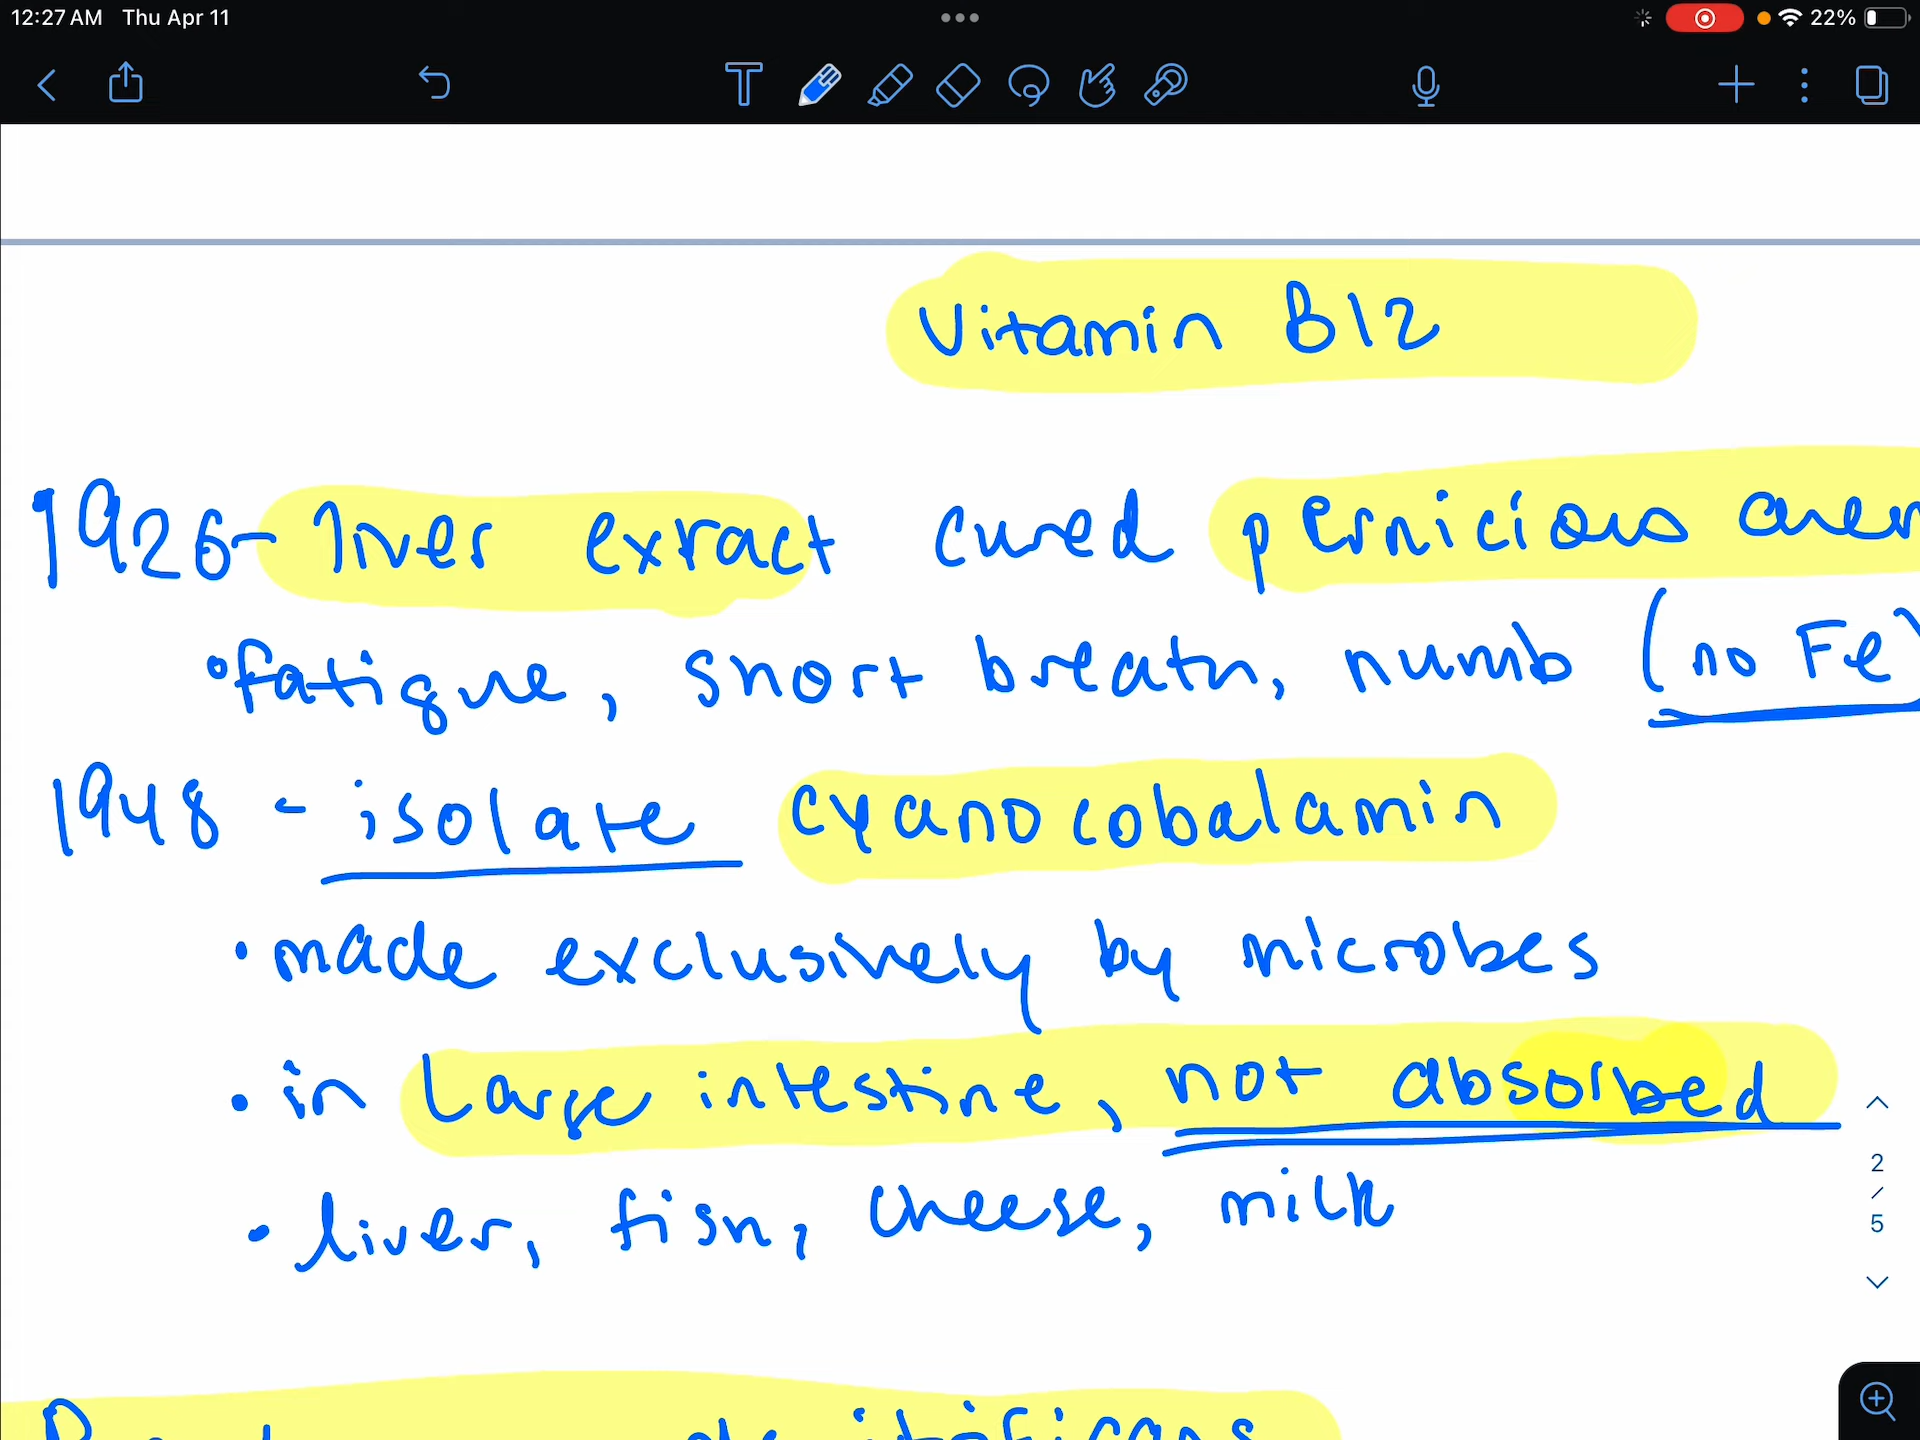 12:27 AM Thu Apr 11
22%
Vitamin B12
1926- liver extract cured pernicious
•fatigue, short breath, numb (no Fe)
1948 - isolate cyanocobalamin
• made exclusively by microbes
• in Large intestine, not absorbed
• liver, fish, cheese, milk
2
/
5